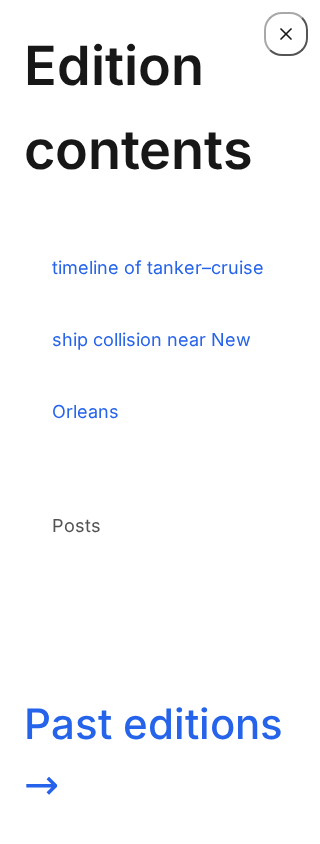 Edition
contents
timeline of tanker–cruise
ship collision near New
Orleans
Posts
Past editions
→